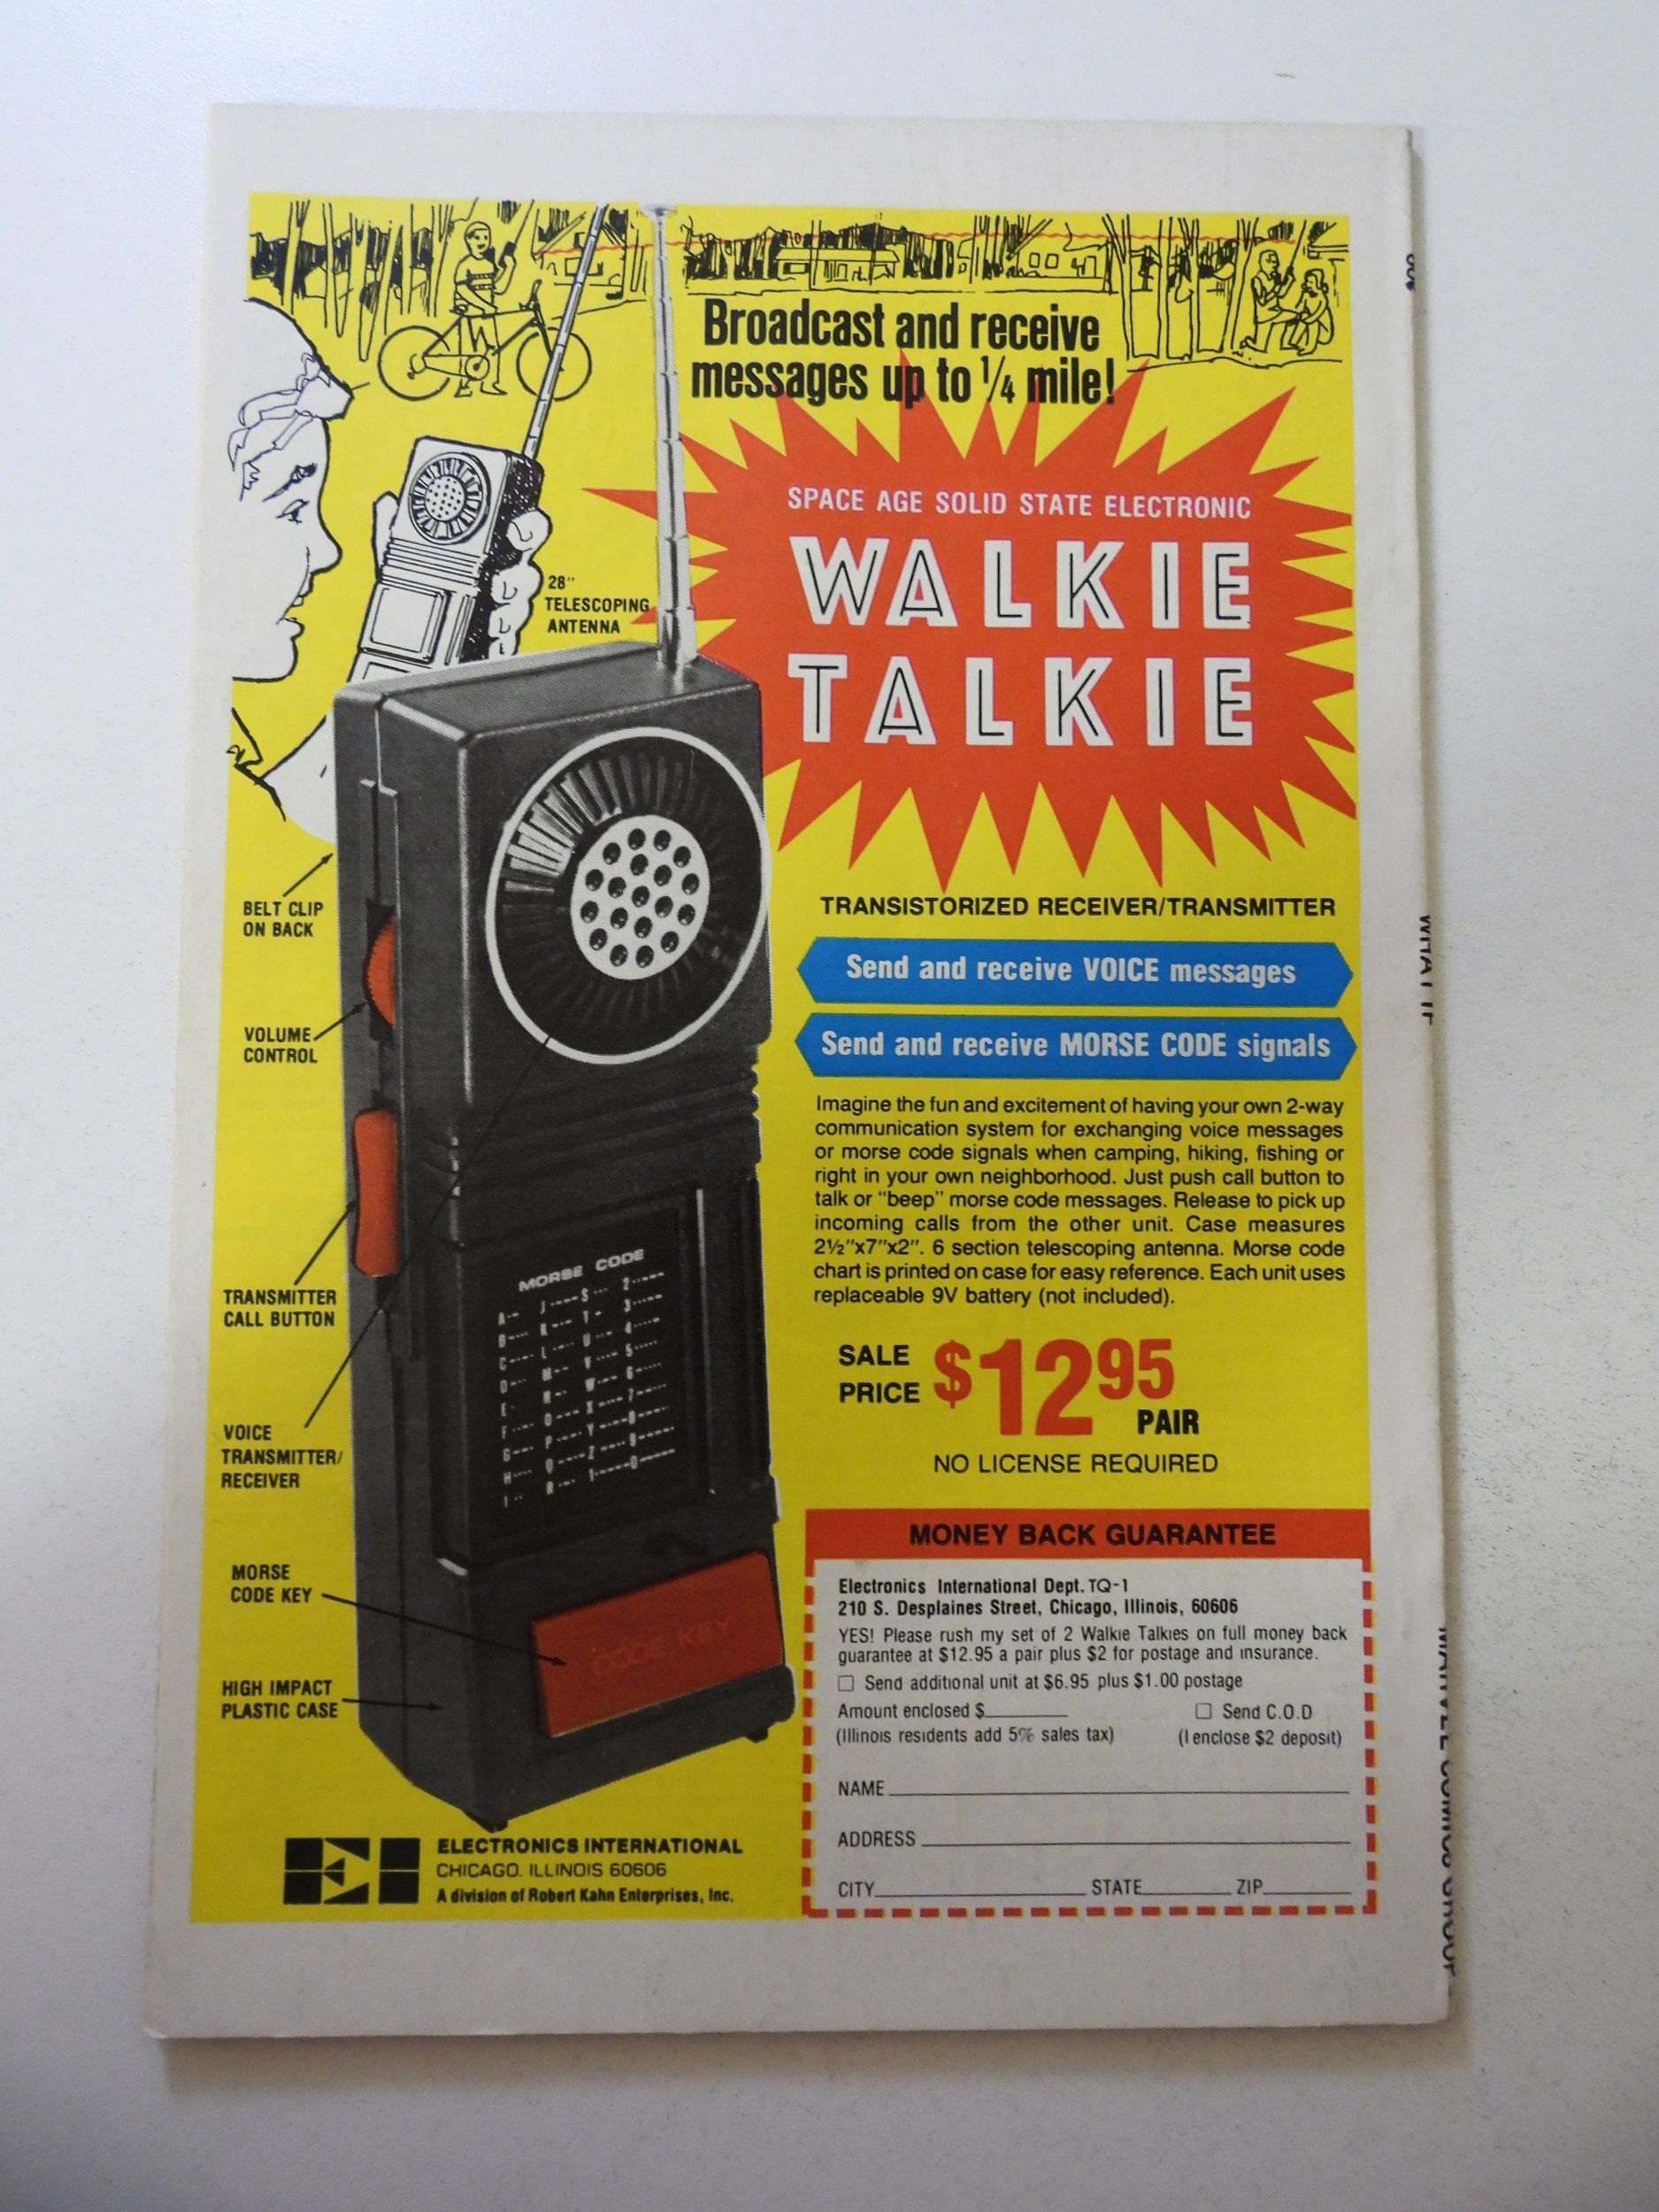 Broadcast and receive
messages up to 1/4 mile!
SPACE AGE SOLID STATE ELECTRONIC
WALKIE
TALKIE
28"
TELESCOPING
ANTENNA
BELT CLIP
ON BACK
VOLUME
CONTROL
TRANSMITTER
CALL BUTTON
VOICE
TRANSMITTER/
RECEIVER
MORSE
CODE KEY
HIGH IMPACT
PLASTIC CASE
MORSE CODE
CODE KEY
TRANSISTORIZED RECEIVER/TRANSMITTER
Send and receive VOICE messages
Send and receive MORSE CODE signals
Imagine the fun and excitement of having your own 2-way
communication system for exchanging voice messages
or morse code signals when camping, hiking, fishing or
right in your own neighborhood. Just push call button to
talk or "beep" morse code messages. Release to pick up
incoming calls from the other unit. Case measures
2½"x7"x2". 6 section telescoping antenna. Morse code
chart is printed on case for easy reference. Each unit uses
replaceable 9V battery (not included).
SALE
PRICE $12 95
PAIR
NO LICENSE REQUIRED
MONEY BACK GUARANTEE
Electronics International Dept. TQ-1
210 S. Desplaines Street, Chicago, Illinois, 60606
YES! Please rush my set of 2 Walkie Talkies on full money back
guarantee at $12.95 a pair plus $2 for postage and insurance.
Send additional unit at $6.95 plus $1.00 postage
Amount enclosed $ Send C.O.D
(Illinois residents add 5% sales tax) (I enclose $2 deposit)
NAME
ADDRESS
CITY STATE ZIP
EI
ELECTRONICS INTERNATIONAL
CHICAGO, ILLINOIS 60606
A division of Robert Kahn Enterprises, Inc.
WHAT IF
MARVEL COMICS GROUP